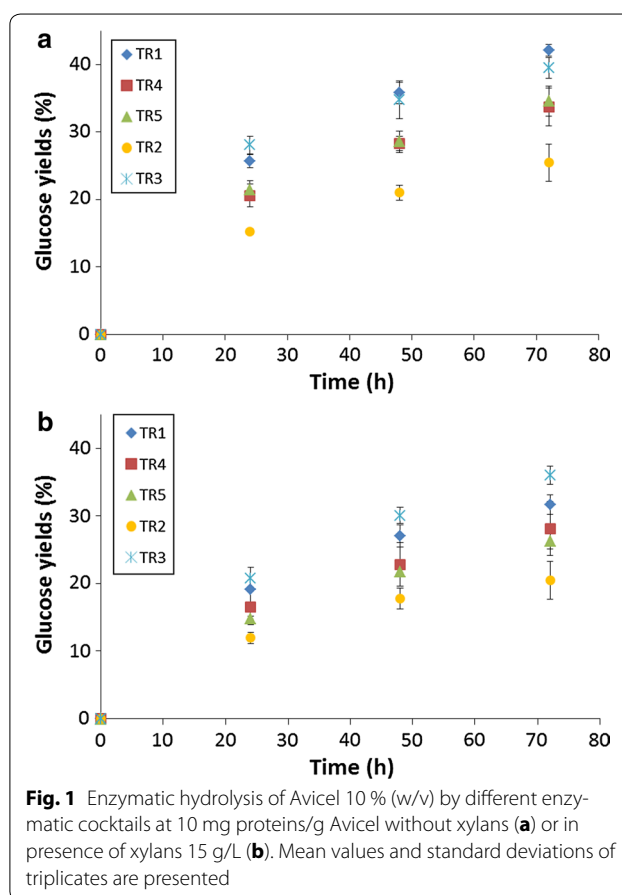 a
TR1
TR4
TR5
TR2
TR3
Glucose yields (%)
40
30
20
10
0
0 10 20 30 40 50 60 70 80
Time (h)
b
TR1
TR4
TR5
TR2
TR3
Glucose yields (%)
40
30
20
10
0
0 10 20 30 40 50 60 70 80
Time (h)
Fig. 1 Enzymatic hydrolysis of Avicel 10 % (w/v) by different enzy-
matic cocktails at 10 mg proteins/g Avicel without xylans (a) or in
presence of xylans 15 g/L (b). Mean values and standard deviations of
triplicates are presented